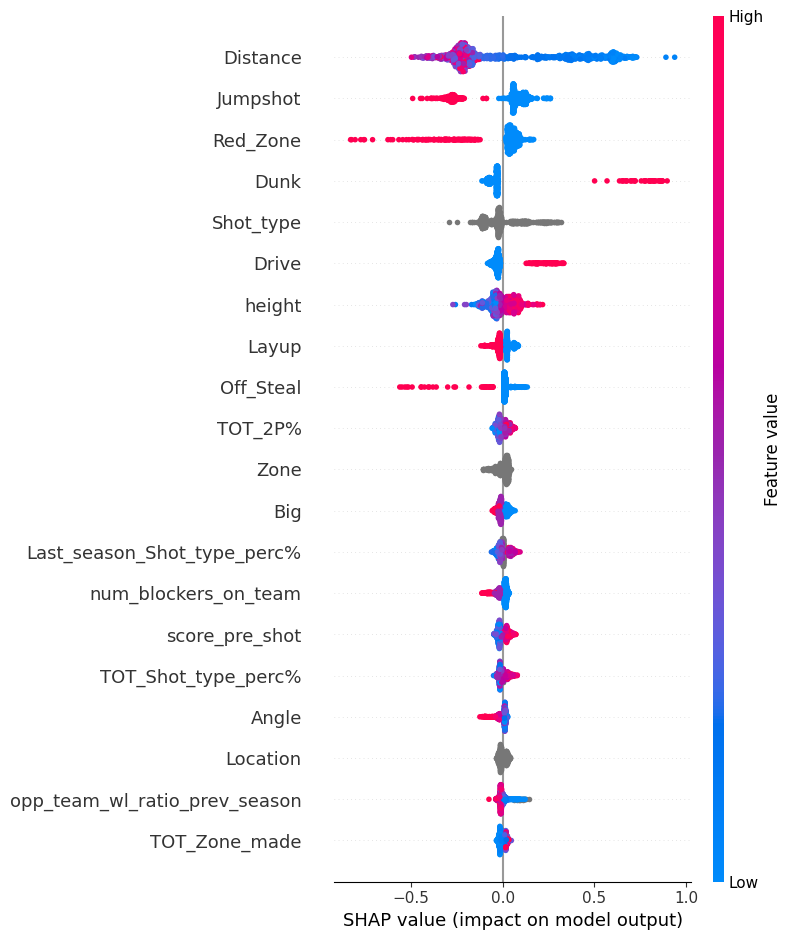 High
Distance
Jumpshot
Red_Zone
Dunk
Shot_type
Drive
height
Layup
Off_Steal
TOT_2P%
Zone
Big
Last_season_Shot_type_perc%
num_blockers_on_team
score_pre_shot
TOT_Shot_type_perc%
Angle
Location
opp_team_wl_ratio_prev_season
TOT_Zone_made
Feature value
Low
−0.5 0.0 0.5 1.0
SHAP value (impact on model output)